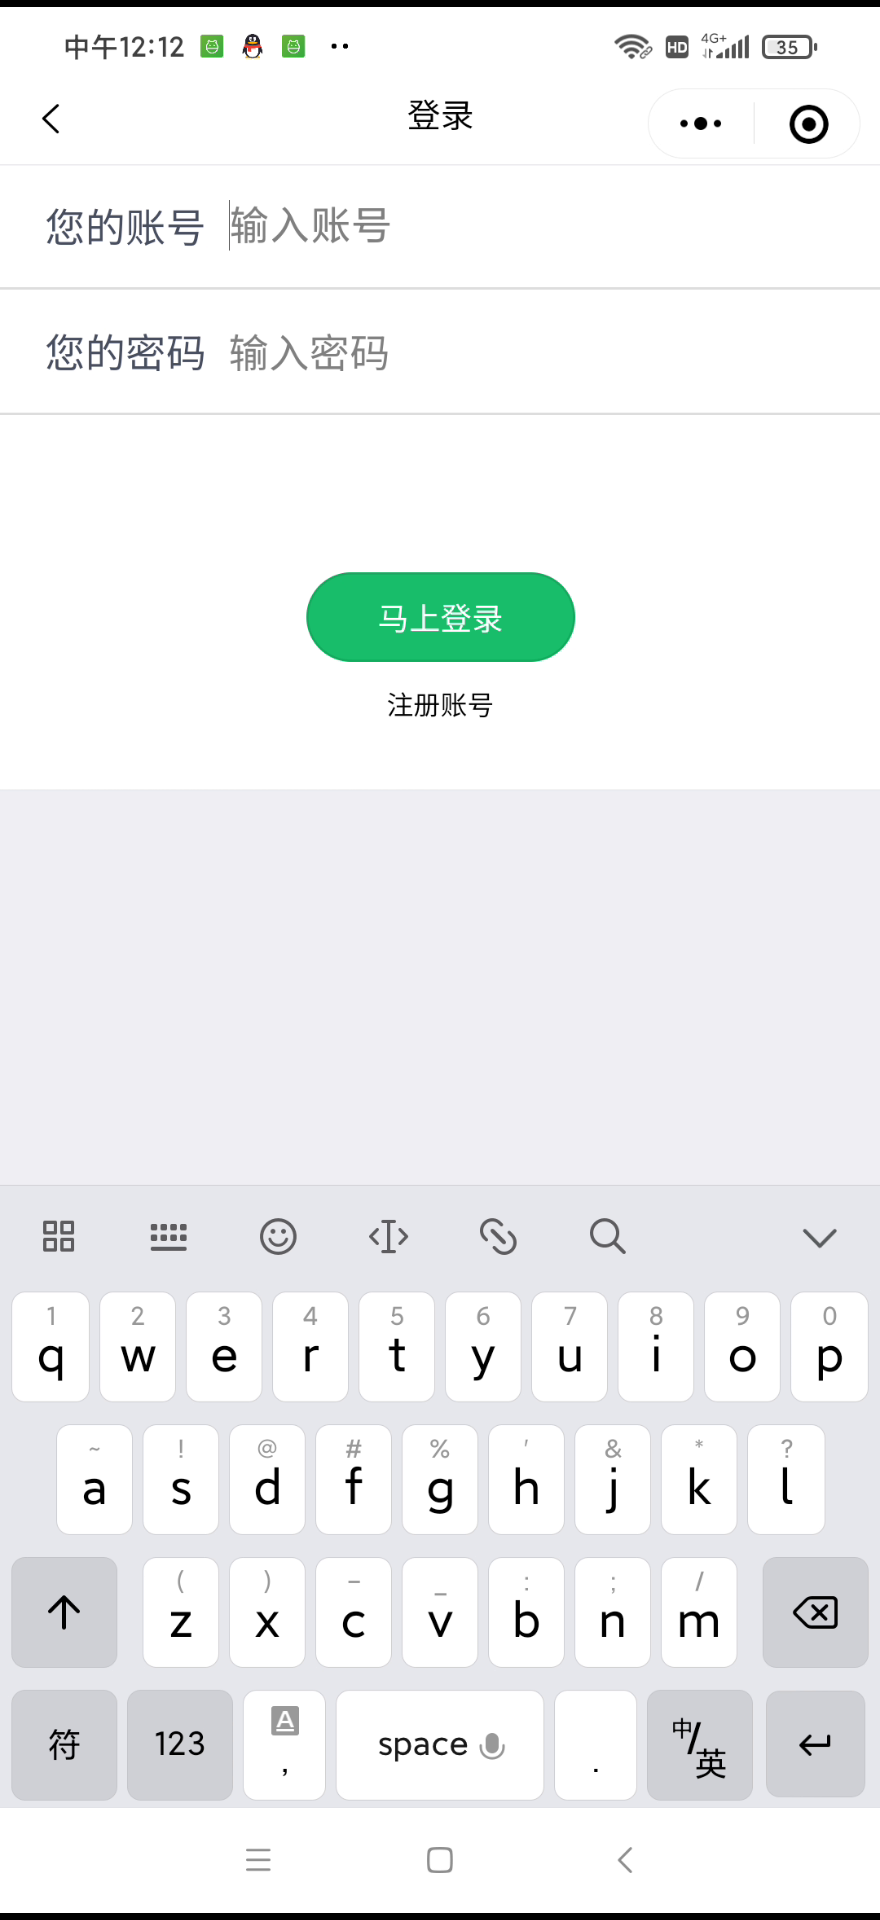 中午12:12 HD 4G+ 35
登录
您的账号 输入账号
您的密码 输入密码
马上登录
注册账号
1 2 3 4 5 6 7 8 9 0
q w e r t y u i o p
~ ! @ # % ' & * ?
a s d f g h j k l
( ) – _ : ; /
z x c v b n m
符 123 A , space . 中/英